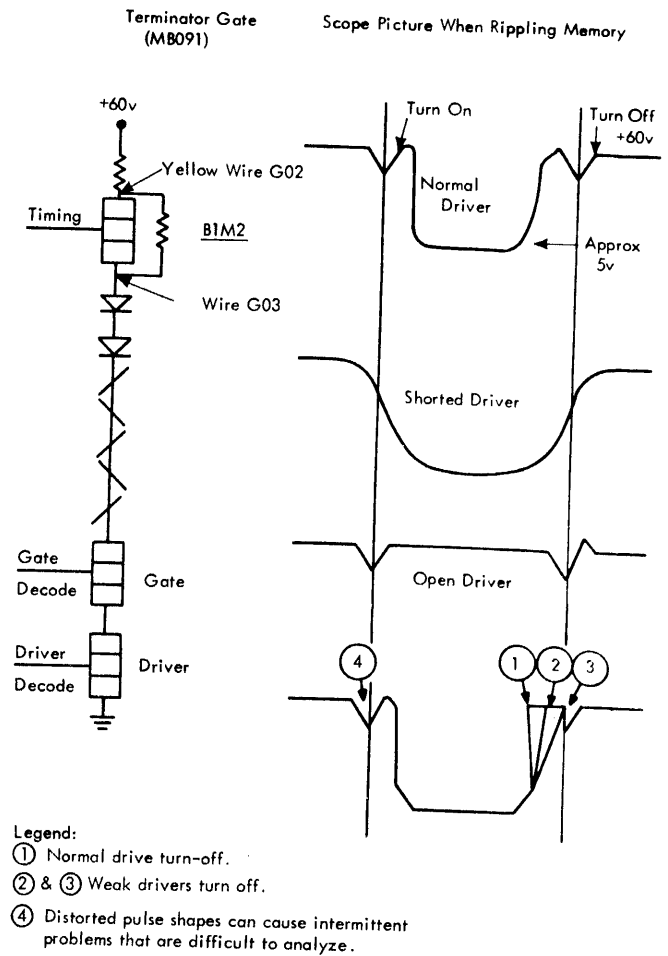 Terminator Gate
(MB091)
Scope Picture When Rippling Memory
+60v
Yellow Wire G02
Timing
B1M2
Wire G03
Gate
Decode
Gate
Driver
Decode
Driver
Turn On
Turn Off
+60v
Normal
Driver
Approx
5v
Shorted Driver
Open Driver
4
1
2
3
Legend:
1 Normal drive turn-off.
2 & 3 Weak drivers turn off.
4 Distorted pulse shapes can cause intermittent
problems that are difficult to analyze.